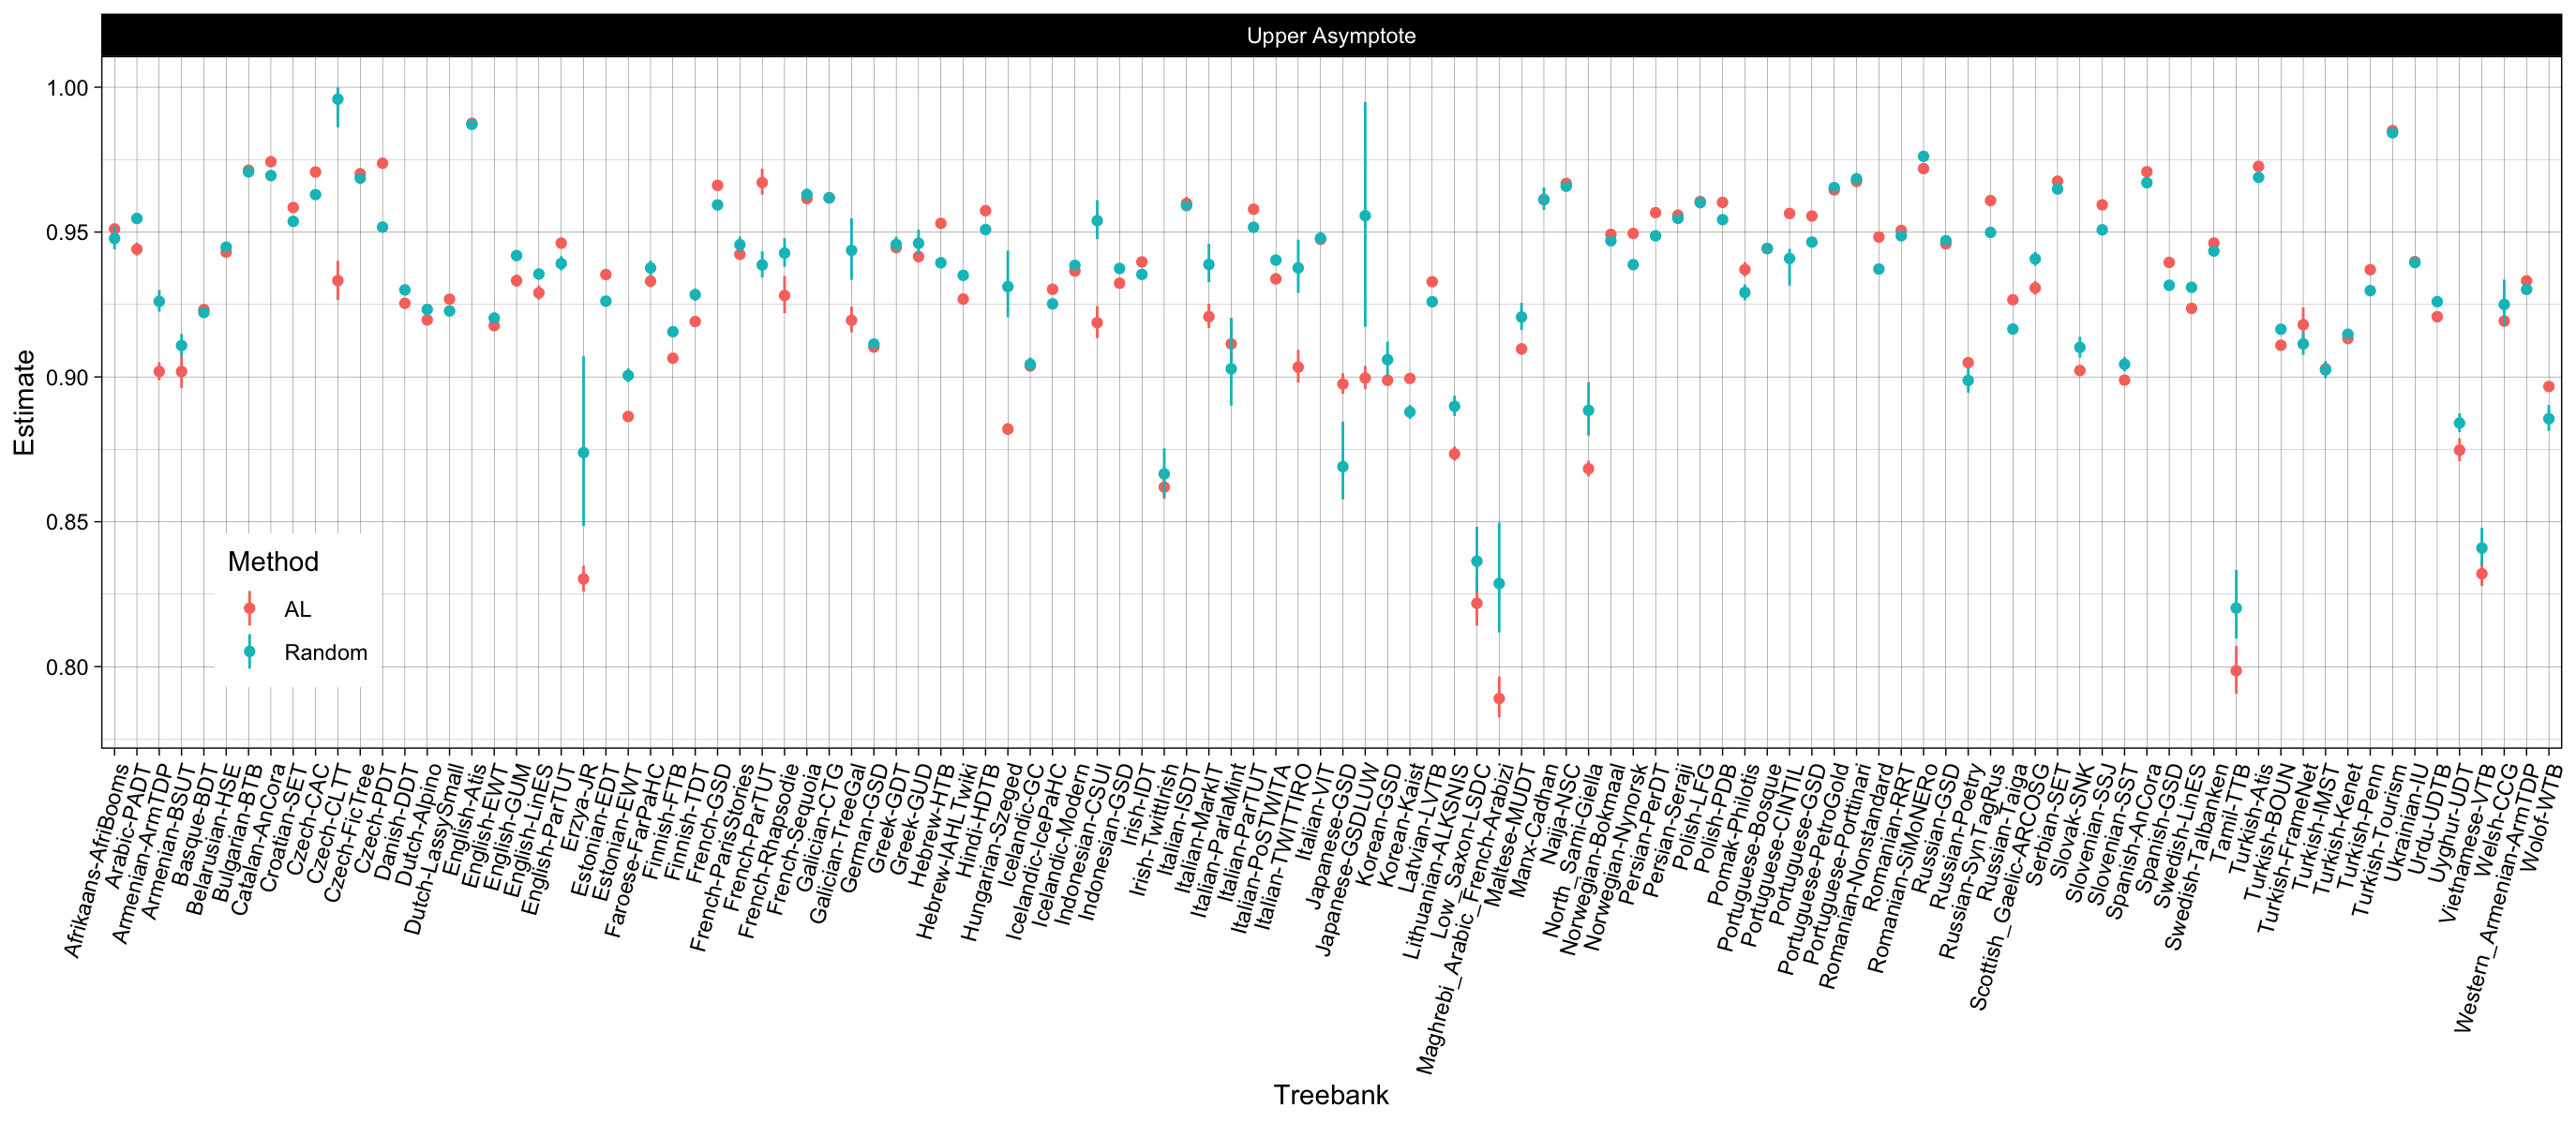 Upper Asymptote
Estimate
1.00
0.95
0.90
0.85
0.80
Method
AL
Random
Afrikaans-AfriBooms
Arabic-PADT
Armenian-ArmTDP
Armenian-BSUT
Basque-BDT
Belarusian-HSE
Bulgarian-BTB
Catalan-AnCora
Croatian-SET
Czech-CAC
Czech-CLTT
Czech-FicTree
Czech-PDT
Danish-DDT
Dutch-Alpino
Dutch-LassySmall
English-Atis
English-EWT
English-GUM
English-LinES
English-ParTUT
Erzya-JR
Estonian-EDT
Estonian-EWT
Faroese-FarPaHC
Finnish-FTB
Finnish-TDT
French-GSD
French-ParisStories
French-ParTUT
French-Rhapsodie
French-Sequoia
Galician-CTG
Galician-TreeGal
German-GSD
Greek-GDT
Greek-GUD
Hebrew-HTB
Hebrew-IAHLTwiki
Hindi-HDTB
Hungarian-Szeged
Icelandic-GC
Icelandic-IcePaHC
Icelandic-Modern
Indonesian-CSUI
Indonesian-GSD
Irish-IDT
Irish-TwittIrish
Italian-ISDT
Italian-MarkIT
Italian-ParlaMint
Italian-ParTUT
Italian-PoSTWITA
Italian-TWITTIRO
Italian-VIT
Japanese-GSD
Japanese-GSDLUW
Korean-GSD
Korean-Kaist
Latvian-LVTB
Lithuanian-ALKSNIS
Low_Saxon-LSDC
Maghrebi_Arabic_French-Arabizi
Maltese-MUDT
Manx-Cadhan
Naija-NSC
North_Sami-Giella
Norwegian-Bokmaal
Norwegian-Nynorsk
Persian-PerDT
Persian-Seraji
Polish-LFG
Polish-PDB
Pomak-Philotis
Portuguese-Bosque
Portuguese-CINTIL
Portuguese-GSD
Portuguese-PetroGold
Portuguese-Porttinari
Romanian-Nonstandard
Romanian-RRT
Romanian-SiMoNERo
Russian-GSD
Russian-Poetry
Russian-SynTagRus
Russian-Taiga
Scottish_Gaelic-ARCOSG
Serbian-SET
Slovak-SNK
Slovenian-SSJ
Slovenian-SST
Spanish-AnCora
Spanish-GSD
Swedish-LinES
Swedish-Talbanken
Tamil-TTB
Turkish-Atis
Turkish-BOUN
Turkish-FrameNet
Turkish-IMST
Turkish-Kenet
Turkish-Penn
Turkish-Tourism
Ukrainian-IU
Urdu-UDTB
Uyghur-UDT
Vietnamese-VTB
Welsh-CCG
Western_Armenian-ArmTDP
Wolof-WTB
Treebank